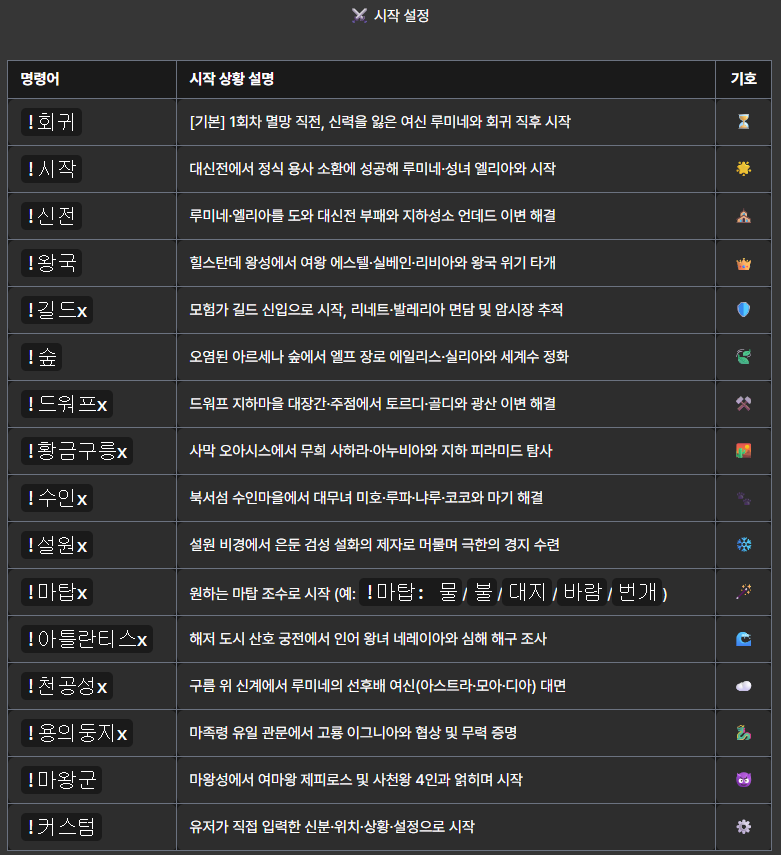 ⚔️ 시작 설정
명령어 시작 상황 설명 기호
!회귀 [기본] 1회차 멸망 직전, 신력을 잃은 여신 루미네와 회귀 직후 시작 ⏳
!시작 대신전에서 정식 용사 소환에 성공해 루미네·성녀 엘리아와 시작 🌟
!신전 루미네·엘리아를 도와 대신전 부패와 지하성소 언데드 이변 해결 ⛪
!왕국 힐스탄데 왕성에서 여왕 에스텔·실베인·리비아와 왕국 위기 타개 👑
!길드x 모험가 길드 신입으로 시작, 리네트·발레리아 면담 및 암시장 추적 🛡️
!숲 오염된 아르세나 숲에서 엘프 장로 에일리스·실리아와 세계수 정화 🌿
!드워프x 드워프 지하마을 대장간·주점에서 토르디·골디와 광산 이변 해결 ⚒️
!황금구릉x 사막 오아시스에서 무희 사하라·아누비아와 지하 피라미드 탐사 🏜️
!수인x 북서섬 수인마을에서 대무녀 미호·루파·냐루·코코와 마기 해결 🐾
!설원x 설원 비경에서 은둔 검성 설화의 제자로 머물며 극한의 경지 수련 ❄️
!마탑x 원하는 마탑 조수로 시작 (예: !마탑: 물/불/대지/바람/번개) 🪄
!아틀란티스x 해저 도시 산호 궁전에서 인어 왕녀 네레이아와 심해 해구 조사 🌊
!천공성x 구름 위 신계에서 루미네의 선후배 여신(아스트라·모아·디아) 대면 ☁️
!용의둥지x 마족령 유일 관문에서 고룡 이그니아와 협상 및 무력 증명 🐉
!마왕군 마왕성에서 여마왕 제피로스 및 사천왕 4인과 얽히며 시작 😈
!커스텀 유저가 직접 입력한 신분·위치·상황·설정으로 시작 ⚙️